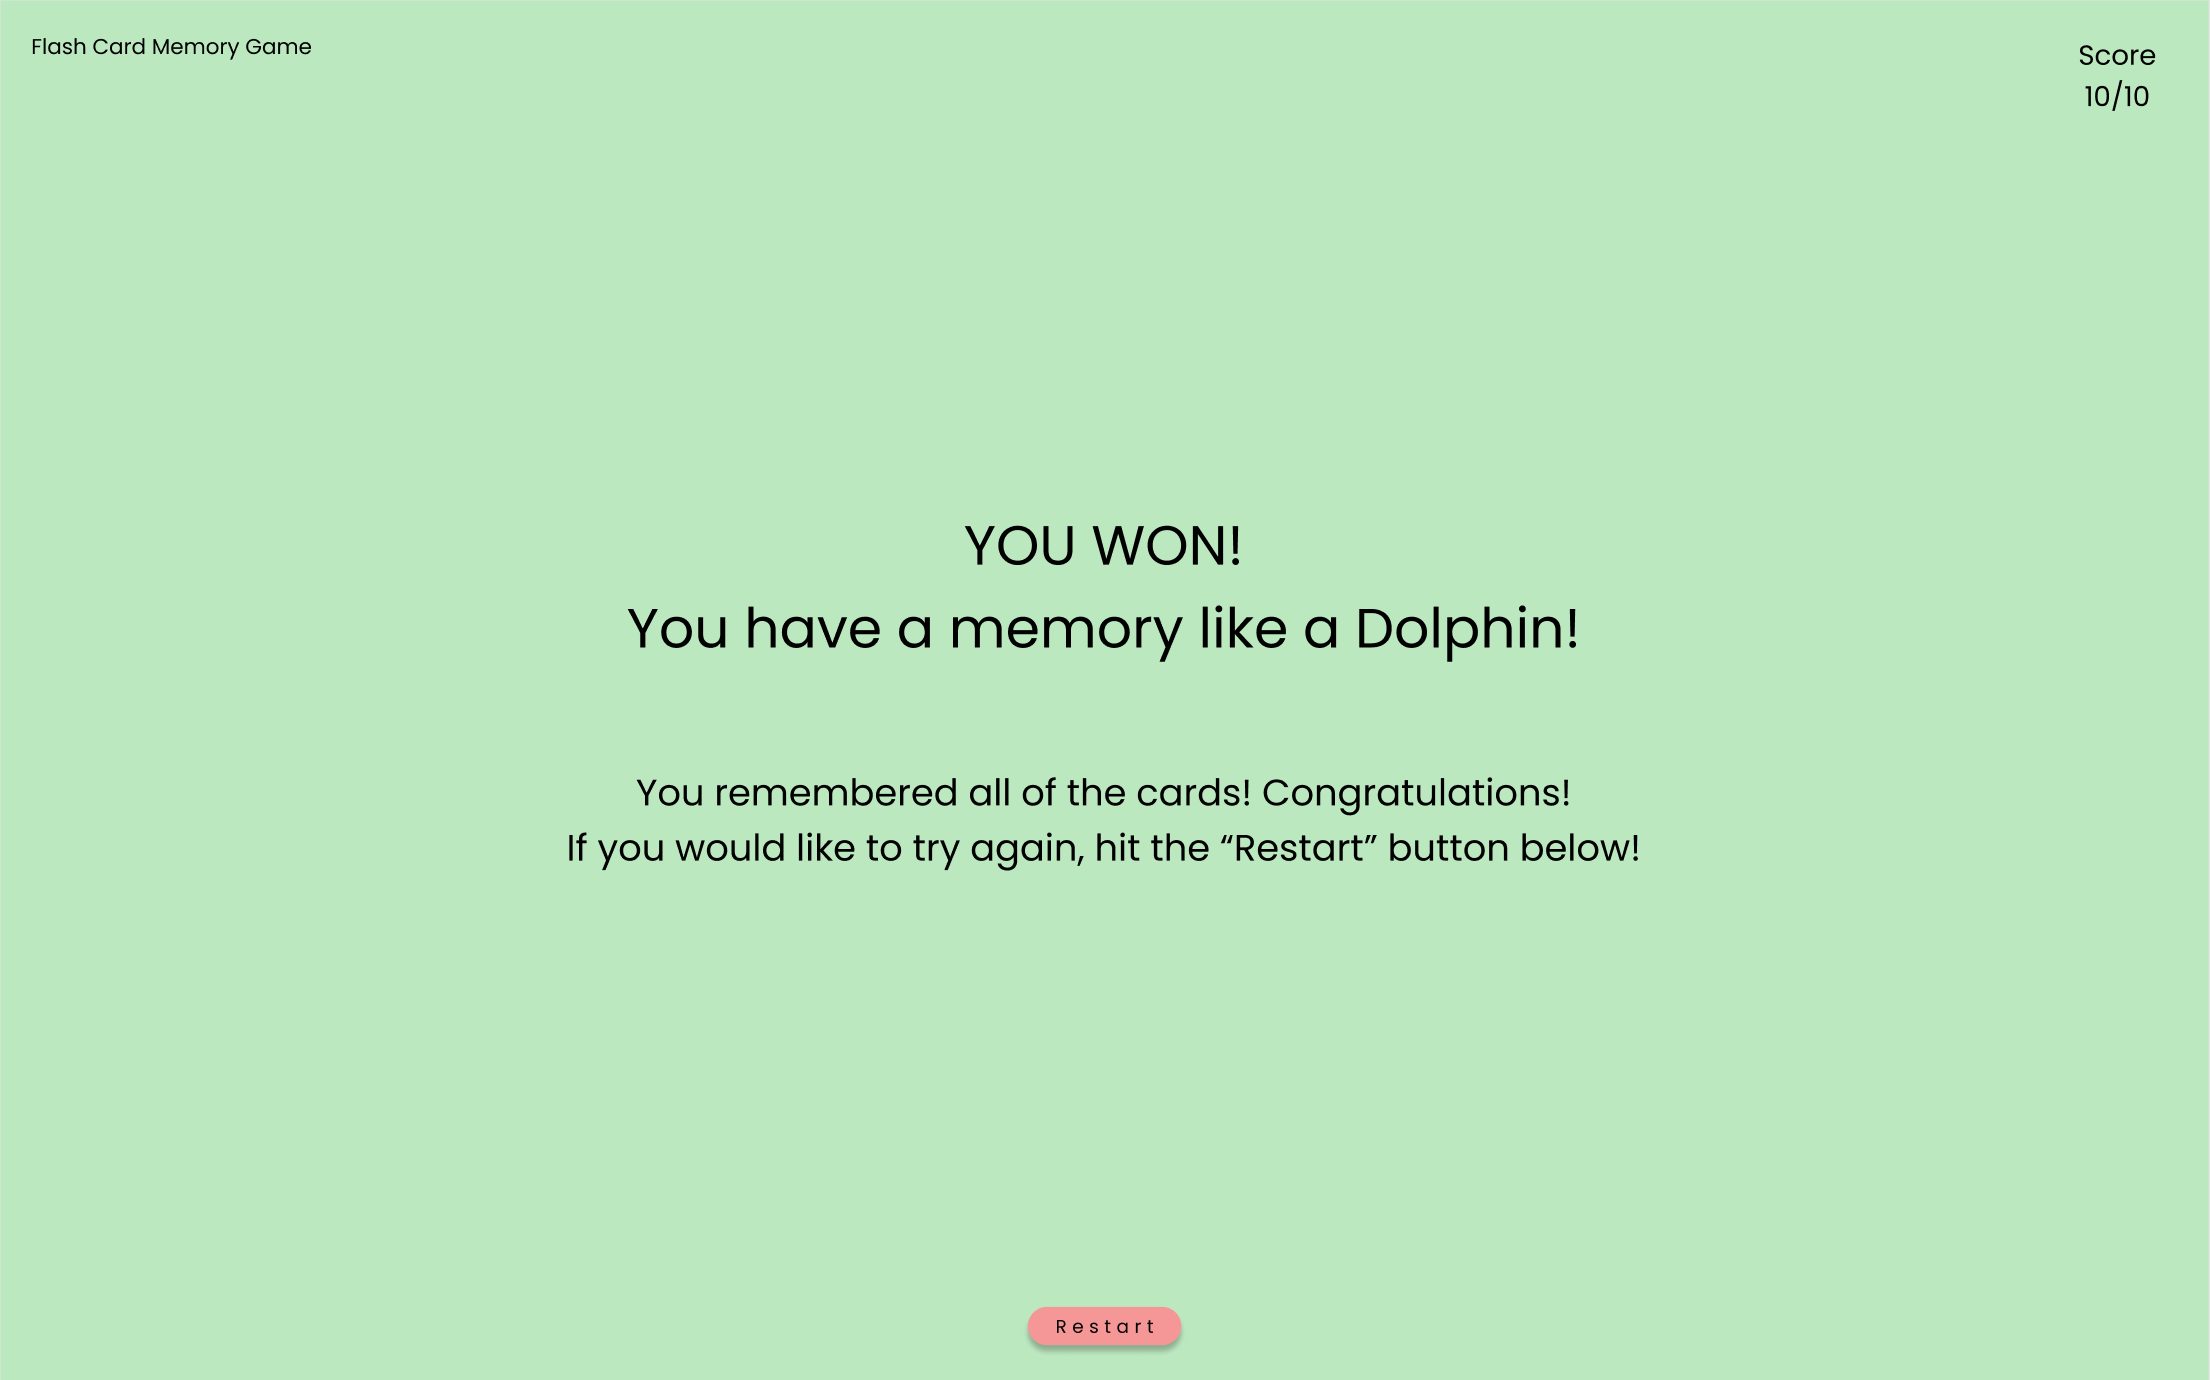 Flash Card Memory Game
Score
10/10
YOU WON!
You have a memory like a Dolphin!
You remembered all of the cards! Congratulations!
If you would like to try again, hit the “Restart” button below!
Restart